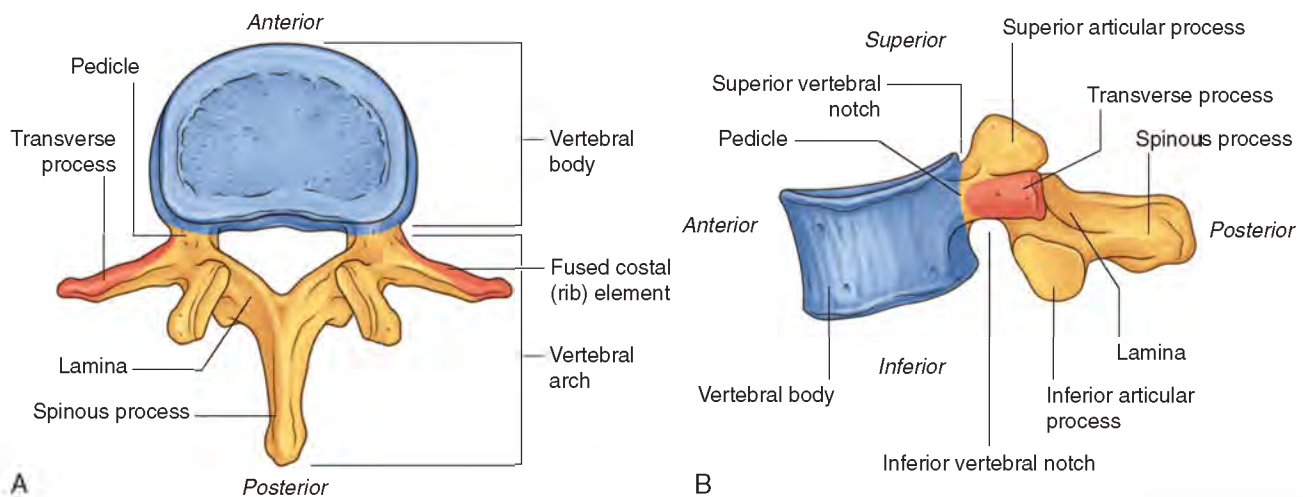 Anterior
Pedicle
Transverse
process
Vertebral
body
Fused costal
(rib) element
Lamina
Vertebral
arch
Spinous process
A
Posterior
Superior
Superior articular process
Superior vertebral
notch
Transverse process
Pedicle
Spinous process
Anterior
Posterior
Lamina
Inferior
Vertebral body
Inferior articular
process
Inferior vertebral notch
B